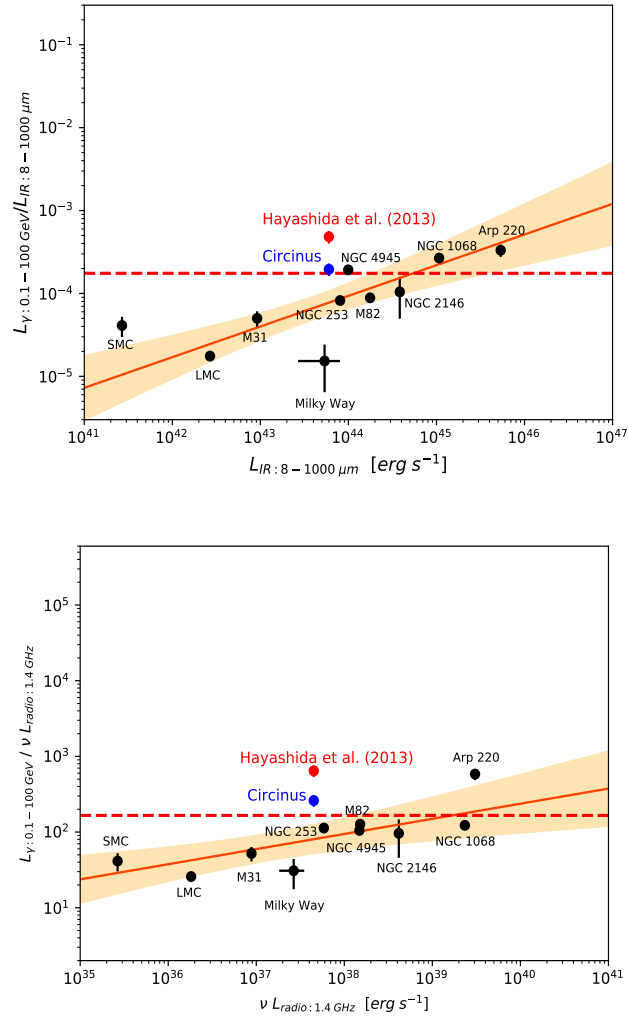 10⁻¹
10⁻²
10⁻³
10⁻⁴
10⁻⁵
L_γ:0.1−100 GeV/L_IR:8−1000 μm
Hayashida et al. (2013)
Circinus
NGC 4945
NGC 1068
Arp 220
SMC
M31
NGC 253
M82
NGC 2146
LMC
Milky Way
10⁴¹ 10⁴² 10⁴³ 10⁴⁴ 10⁴⁵ 10⁴⁶ 10⁴⁷
L_IR:8−1000 μm [erg s⁻¹]
10⁵
10⁴
10³
10²
10¹
L_γ:0.1−100 GeV / ν L_radio:1.4 GHz
Hayashida et al. (2013)
Arp 220
Circinus
M82
SMC
NGC 253
NGC 4945
NGC 1068
M31
NGC 2146
LMC
Milky Way
10³⁵ 10³⁶ 10³⁷ 10³⁸ 10³⁹ 10⁴⁰ 10⁴¹
ν L_radio:1.4 GHz [erg s⁻¹]